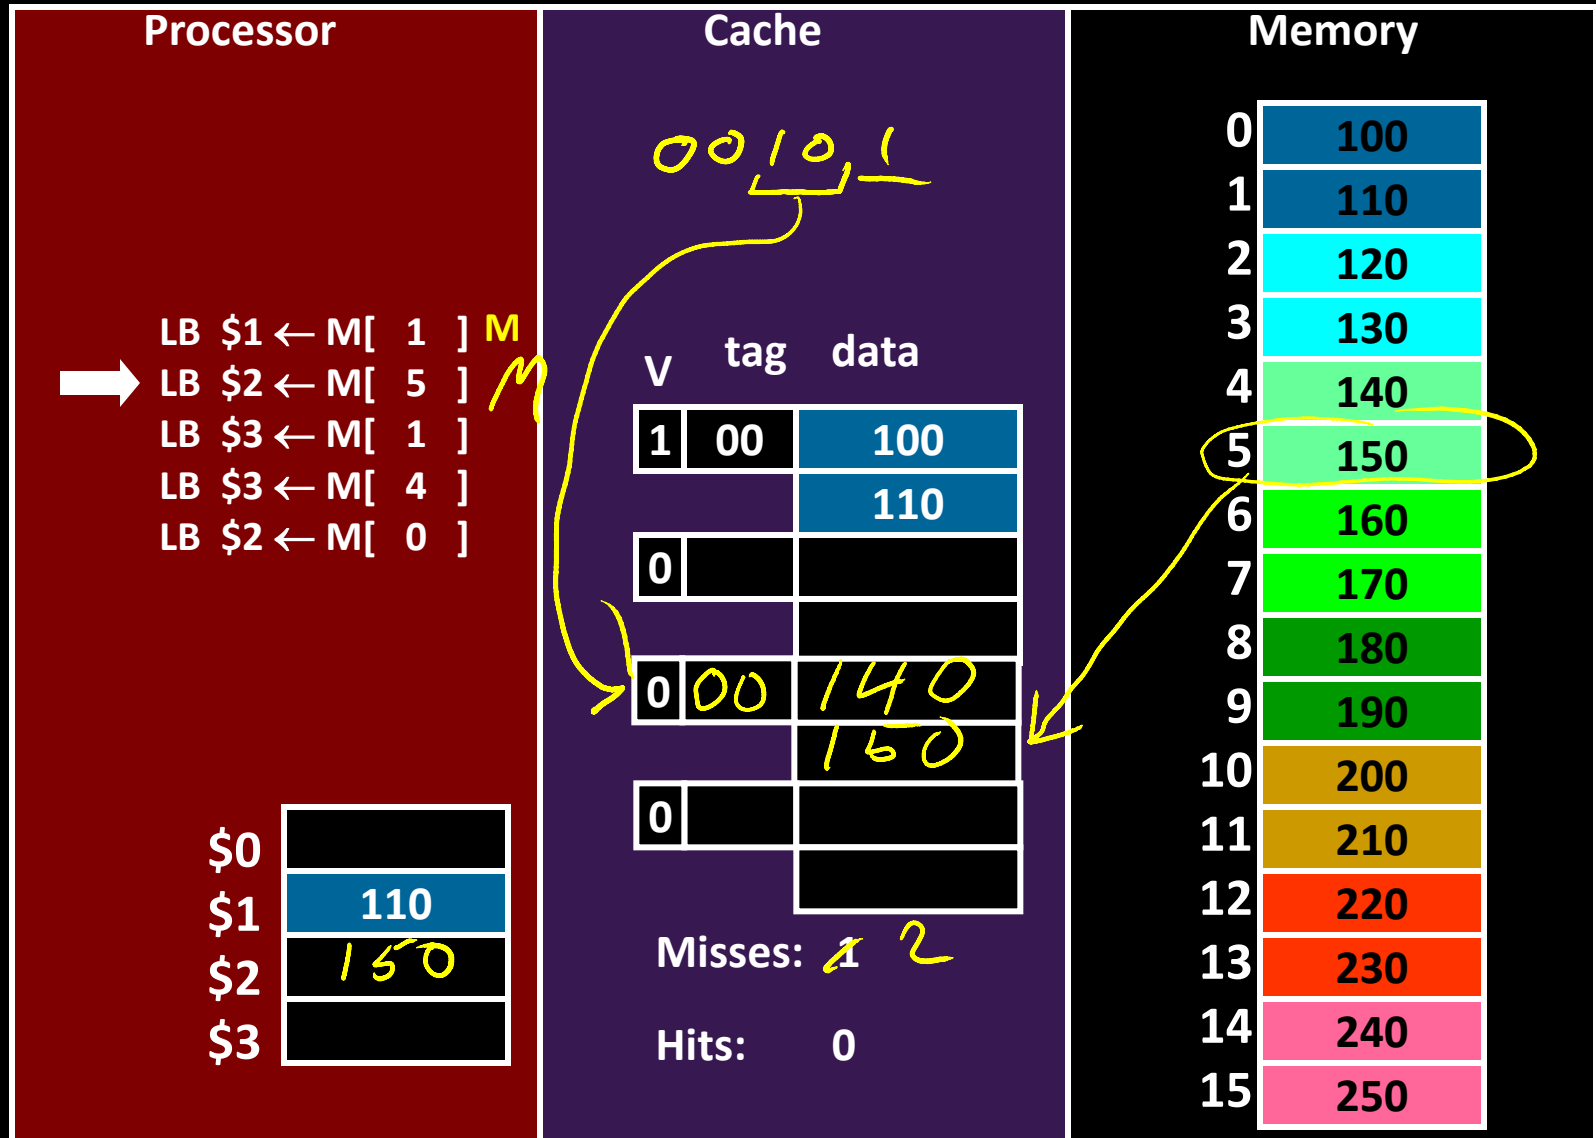 Processor
LB $1 ← M[ 1 ] M
LB $2 ← M[ 5 ] M
LB $3 ← M[ 1 ]
LB $3 ← M[ 4 ]
LB $2 ← M[ 0 ]
$0
$1 110
$2 150
$3
Cache
00101
V tag data
1 00 100
110
0
0 00 140
150
0
Misses: 1 2
Hits: 0
Memory
0 100
1 110
2 120
3 130
4 140
5 150
6 160
7 170
8 180
9 190
10 200
11 210
12 220
13 230
14 240
15 250